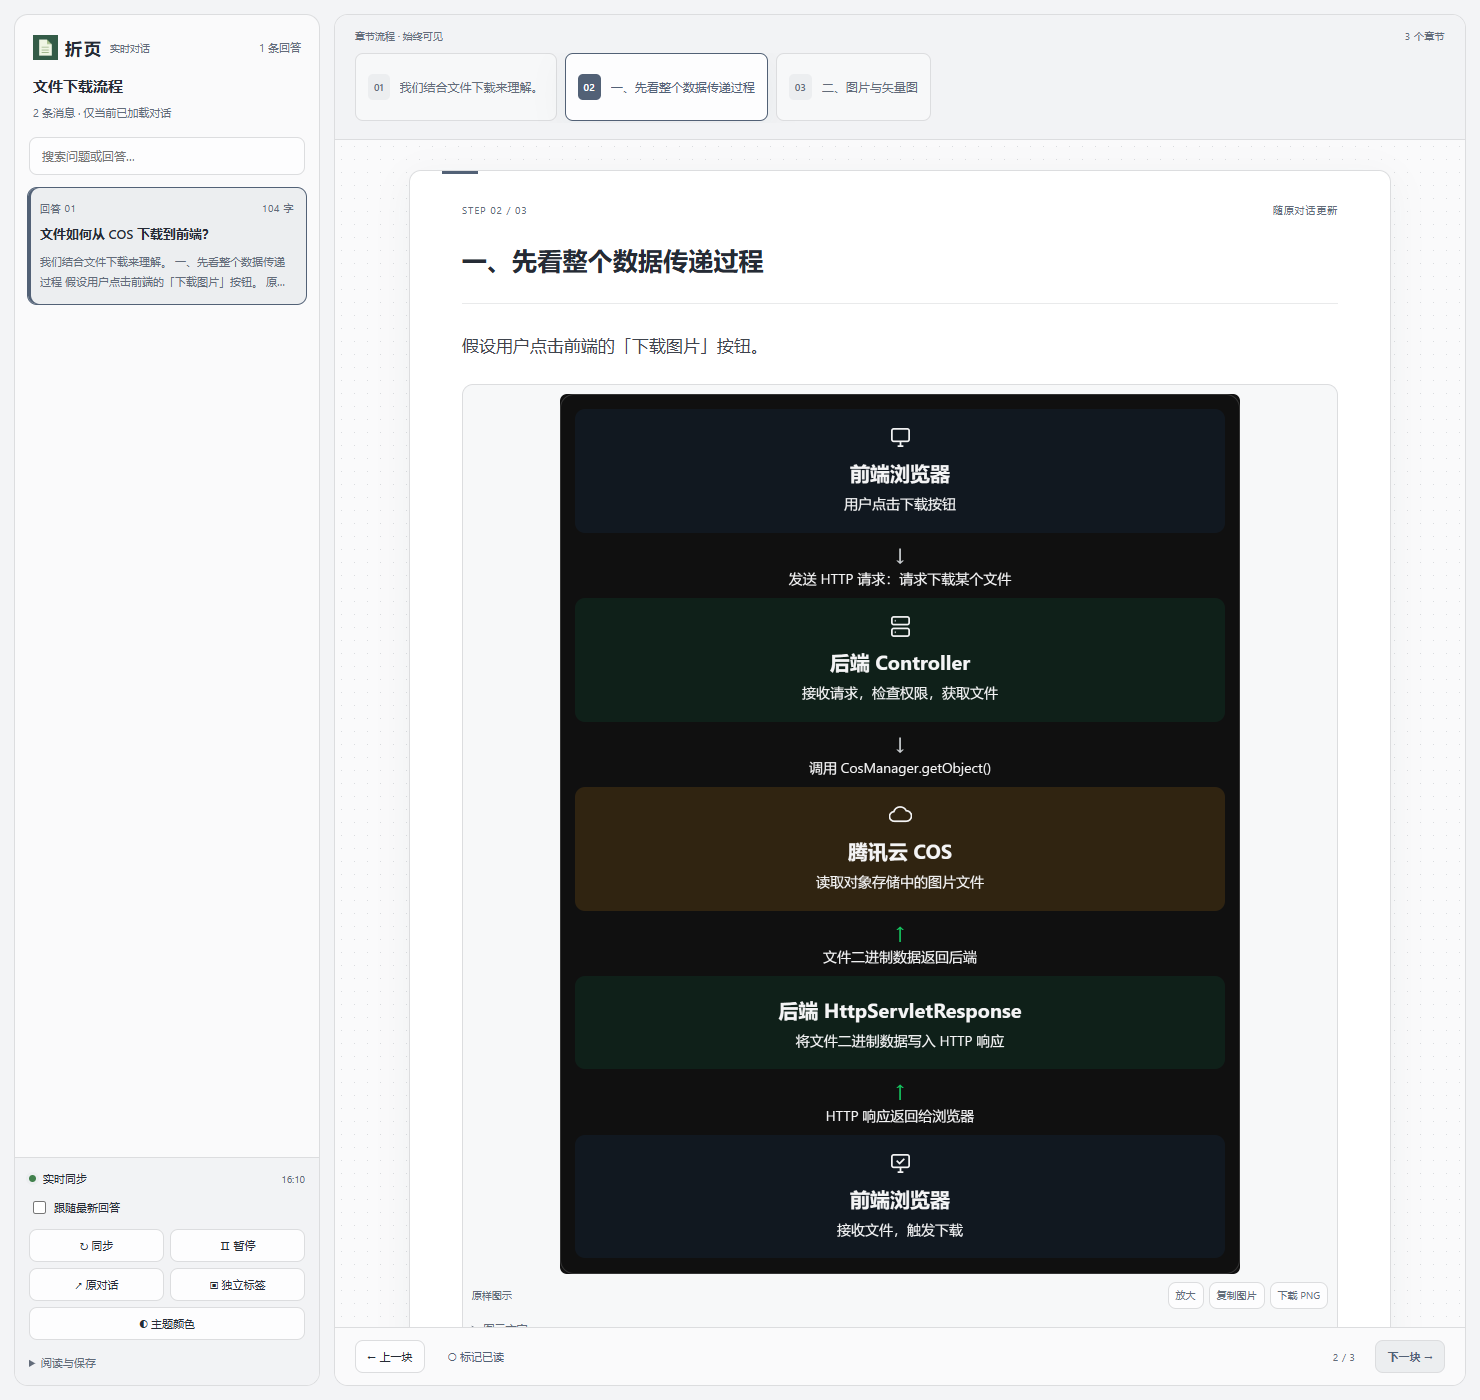 折页 实时对话 1 条回答
文件下载流程
2 条消息 · 仅当前已加载对话
搜索问题或回答...
回答 01 104 字
文件如何从 COS 下载到前端?
我们结合文件下载来理解。 一、先看整个数据传递
过程 假设用户点击前端的「下载图片」按钮。 原...
实时同步 16:10
跟随最新回答
↻ 同步
II 暂停
↗ 原对话
▣ 独立标签
◐ 主题颜色
▶ 阅读与保存
章节流程 · 始终可见 3 个章节
01 我们结合文件下载来理解。
02 一、先看整个数据传递过程
03 二、图片与矢量图
STEP 02 / 03 随原对话更新
一、先看整个数据传递过程
假设用户点击前端的「下载图片」按钮。
前端浏览器
用户点击下载按钮
↓
发送 HTTP 请求：请求下载某个文件
后端 Controller
接收请求，检查权限，获取文件
↓
调用 CosManager.getObject()
腾讯云 COS
读取对象存储中的图片文件
↑
文件二进制数据返回后端
后端 HttpServletResponse
将文件二进制数据写入 HTTP 响应
↑
HTTP 响应返回给浏览器
前端浏览器
接收文件，触发下载
原样图示 放大 复制图片 下载 PNG
← 上一块 ○ 标记已读 2 / 3 下一块 →